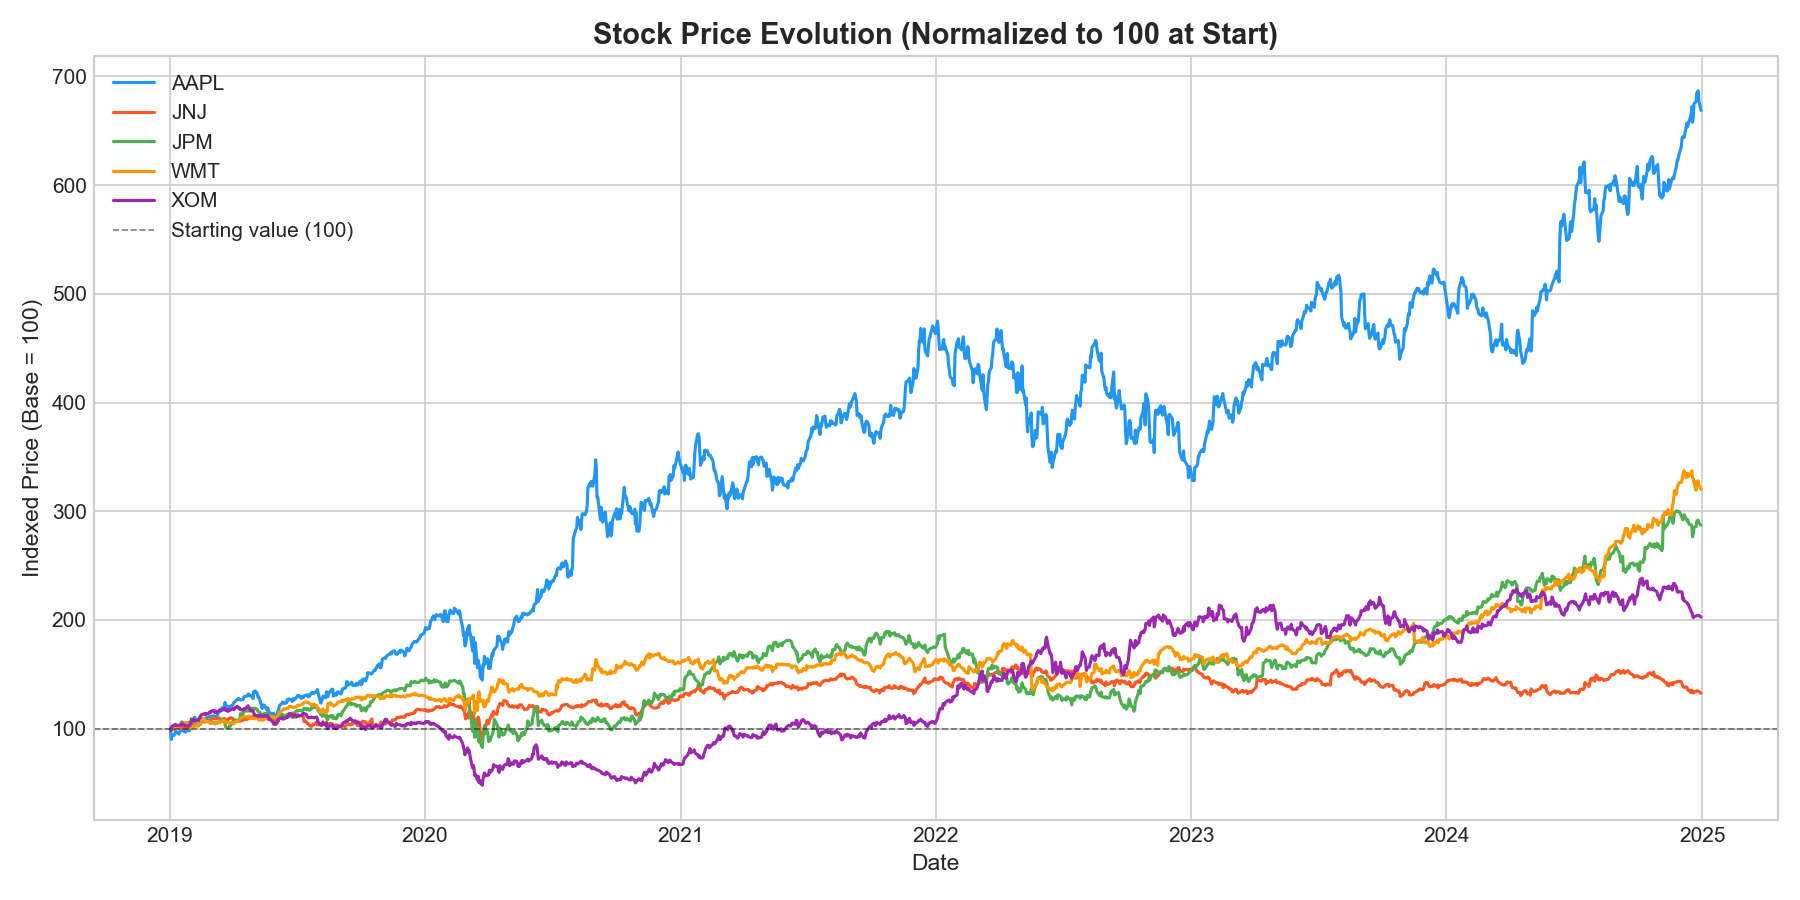 Stock Price Evolution (Normalized to 100 at Start)
AAPL
JNJ
JPM
WMT
XOM
Starting value (100)
Indexed Price (Base = 100)
700
600
500
400
300
200
100
2019
2020
2021
2022
2023
2024
2025
Date